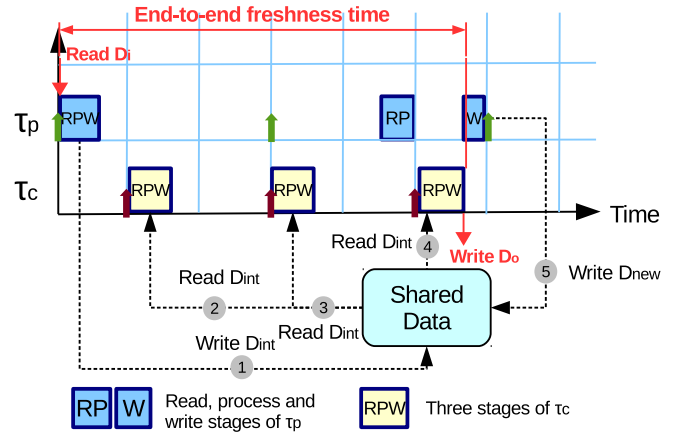 End-to-end freshness time
Read Di
τp
RPW
RP
W
τc
RPW
RPW
RPW
Time
Read Dint
4
Write Do
Read Dint
2
3
Shared
Data
5
Write Dnew
Read Dint
Write Dint
1
RP
W
Read, process and
write stages of τp
RPW
Three stages of τc